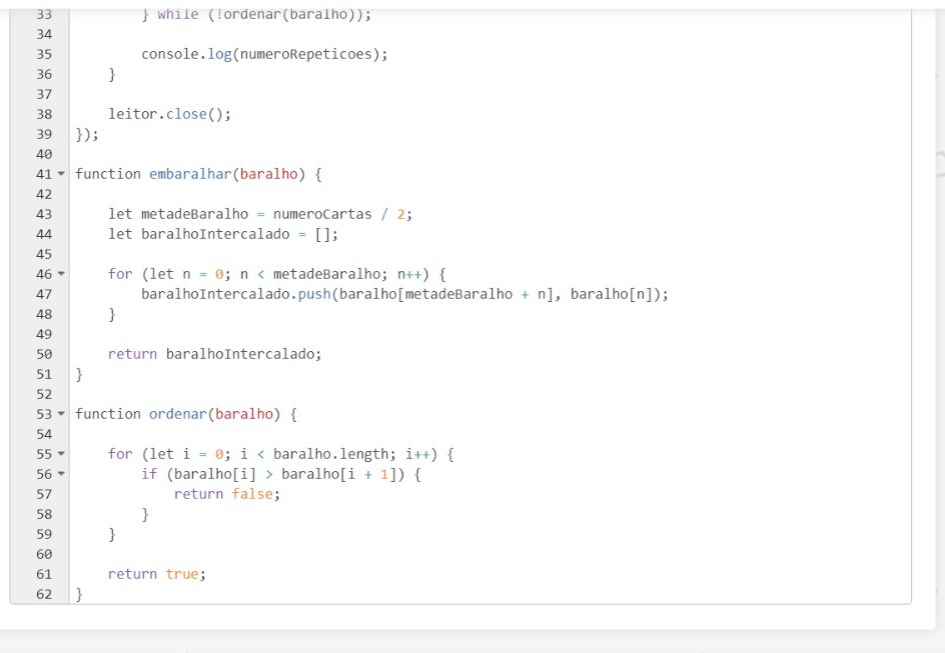 33 } while (!ordenar(baralho));
34
35 console.log(numeroRepeticoes);
36 }
37
38 leitor.close();
39 });
40
41 function embaralhar(baralho) {
42
43 let metadeBaralho = numeroCartas / 2;
44 let baralhoIntercalado = [];
45
46 for (let n = 0; n < metadeBaralho; n++) {
47 baralhoIntercalado.push(baralho[metadeBaralho + n], baralho[n]);
48 }
49
50 return baralhoIntercalado;
51 }
52
53 function ordenar(baralho) {
54
55 for (let i = 0; i < baralho.length; i++) {
56 if (baralho[i] > baralho[i + 1]) {
57 return false;
58 }
59 }
60
61 return true;
62 }